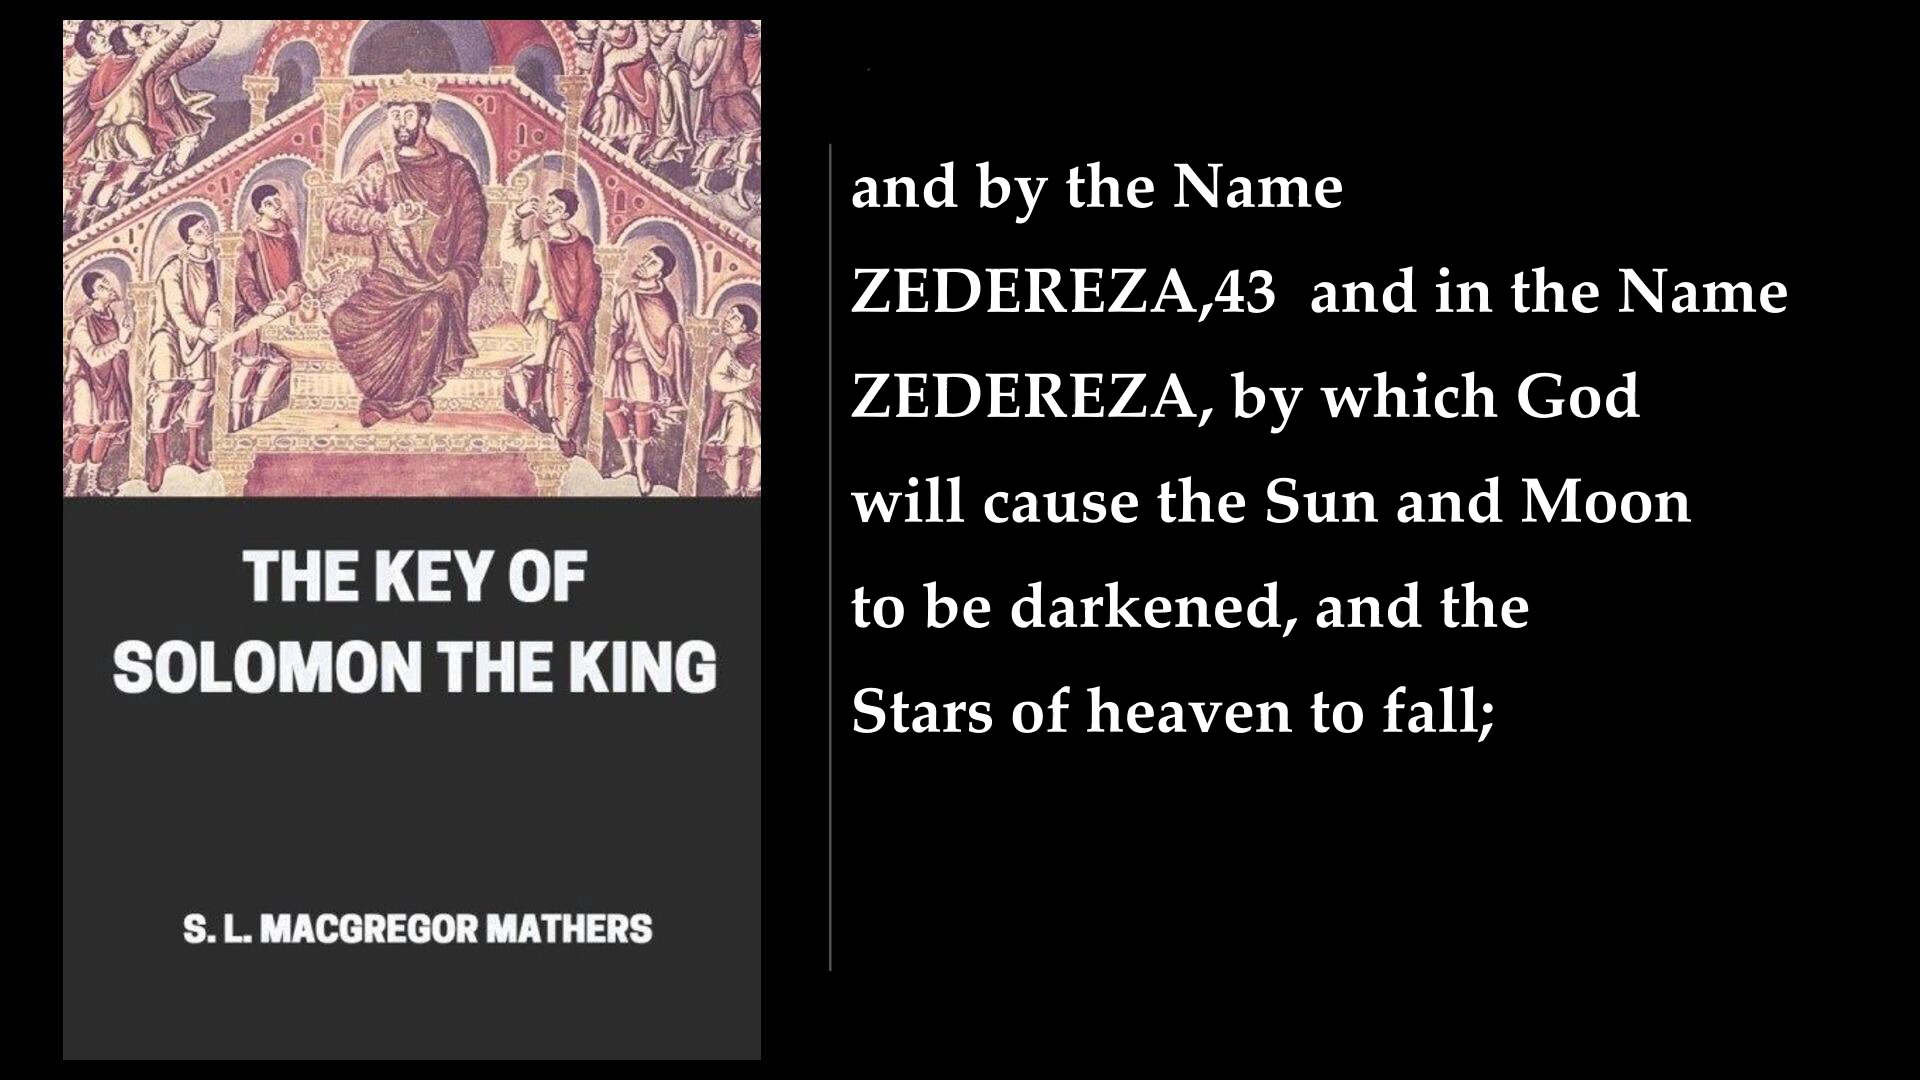 THE KEY OF
SOLOMON THE KING
S. L. MACGREGOR MATHERS
and by the Name
ZEDEREZA,43 and in the Name
ZEDEREZA, by which God
will cause the Sun and Moon
to be darkened, and the
Stars of heaven to fall;